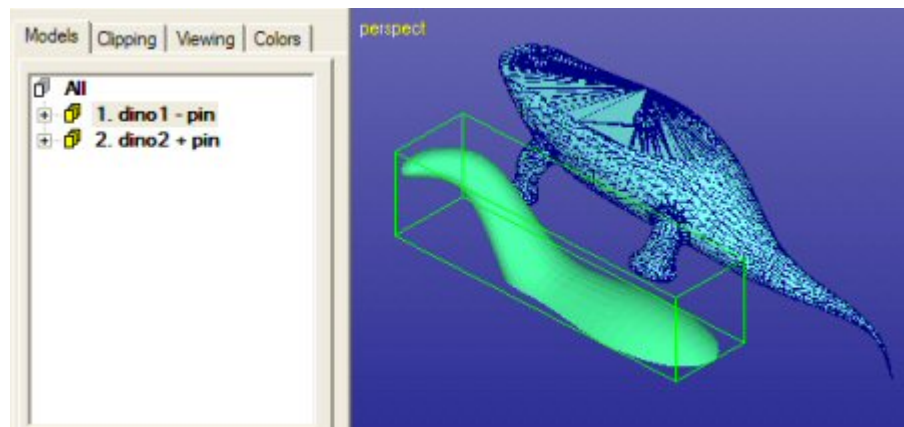 Models Clipping Viewing Colors
perspect
All
1. dino1 - pin
2. dino2 + pin